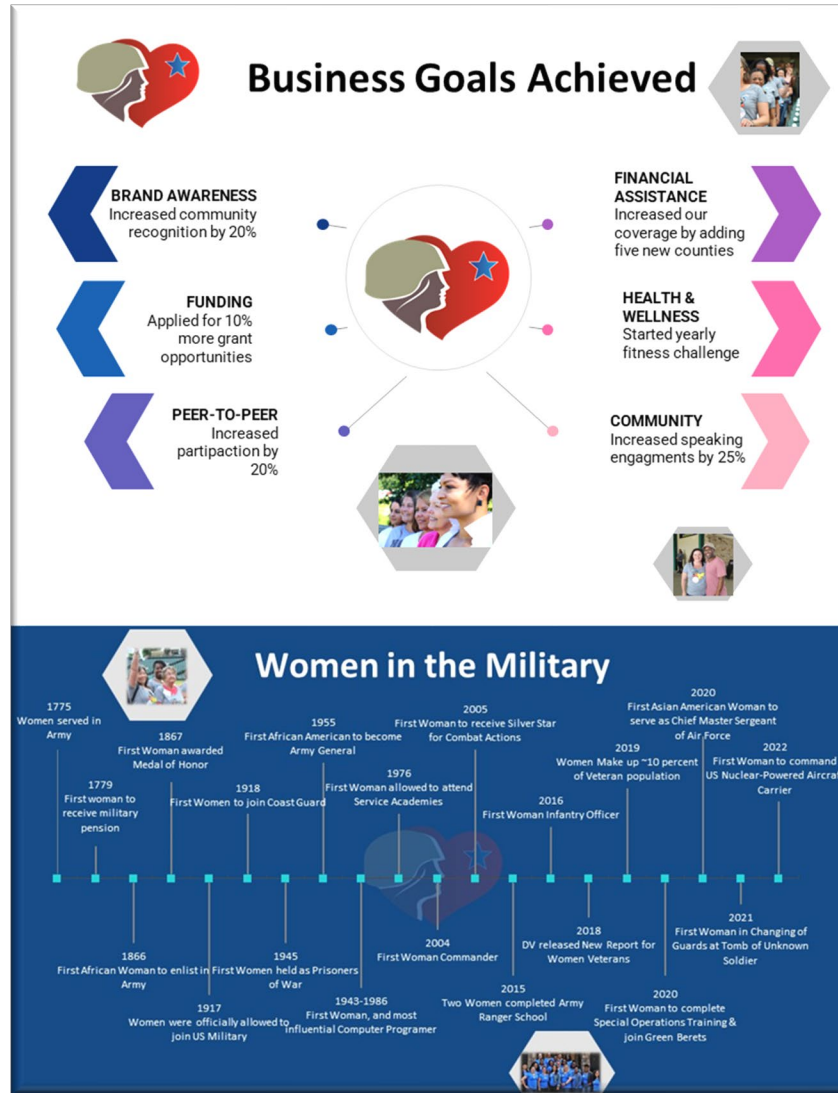 Business Goals Achieved
BRAND AWARENESS
Increased community
recognition by 20%
FUNDING
Applied for 10%
more grant
opportunities
PEER-TO-PEER
Increased
partipaction by
20%
FINANCIAL
ASSISTANCE
Increased our
coverage by adding
five new counties
HEALTH &
WELLNESS
Started yearly
fitness challenge
COMMUNITY
Increased speaking
engagments by 25%
Women in the Military
1775
Women served in
Army
1779
First woman to
receive military
pension
1866
First African Woman to enlist in
Army
1867
First Woman awarded
Medal of Honor
1917
Women were officially allowed to
join US Military
1918
First Women to join Coast Guard
1945
First Women held as Prisoners
of War
1955
First African American to become
Army General
1943-1986
First Woman, and most
Influential Computer Programer
1976
First Woman allowed to attend
Service Academies
2004
First Woman Commander
2005
First Woman to receive Silver Star
for Combat Actions
2015
Two Women completed Army
Ranger School
2016
First Woman Infantry Officer
2018
DV released New Report for
Women Veterans
2019
Women Make up ~10 percent
of Veteran population
2020
First Woman to complete
Special Operations Training &
join Green Berets
2020
First Asian American Woman to
serve as Chief Master Sergeant
of Air Force
2021
First Woman in Changing of
Guards at Tomb of Unknown
Soldier
2022
First Woman to command
US Nuclear-Powered Aircraf
Carrier